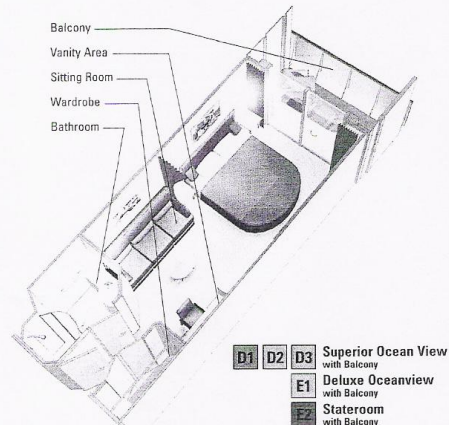 Balcony
Vanity Area
Sitting Room
Wardrobe
Bathroom
D1 D2 D3 Superior Ocean View
with Balcony
E1 Deluxe Oceanview
with Balcony
E2 Stateroom
with Balcony